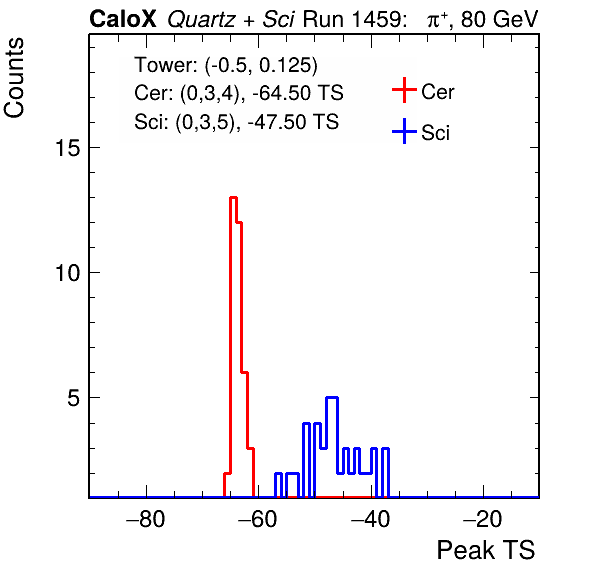 CaloX Quartz + Sci Run 1459: π⁺, 80 GeV
Counts
Tower: (-0.5, 0.125)
Cer: (0,3,4), -64.50 TS
Sci: (0,3,5), -47.50 TS
Cer
Sci
15
10
5
−80 −60 −40 −20
Peak TS